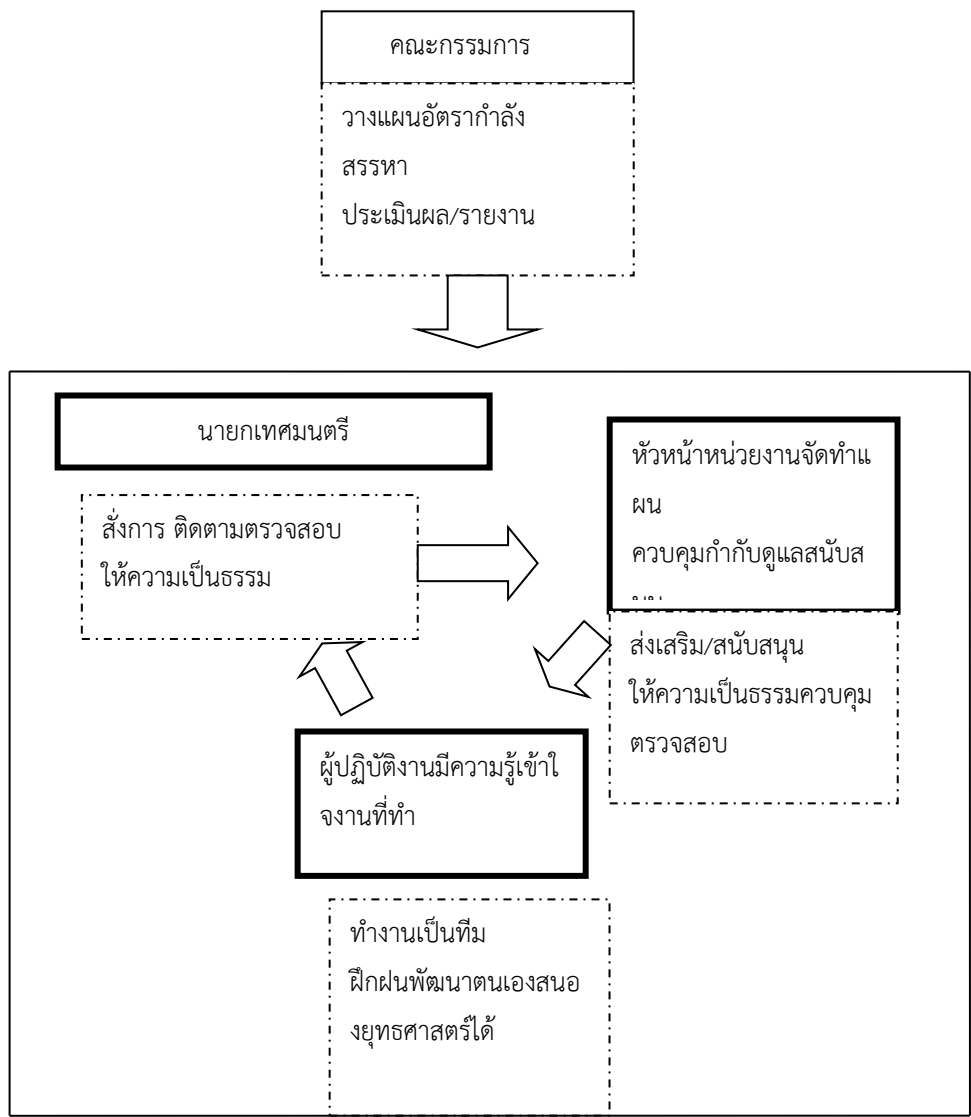 คณะกรรมการ
วางแผนอัตรากำลัง
สรรหา
ประเมินผล/รายงาน
นายกเทศมนตรี
สั่งการ ติดตามตรวจสอบ
ให้ความเป็นธรรม
หัวหน้าหน่วยงานจัดทำแ
ผน
ควบคุมกำกับดูแลสนับส
ส่งเสริม/สนับสนุน
ให้ความเป็นธรรมควบคุม
ตรวจสอบ
ผู้ปฏิบัติงานมีความรู้เข้าใ
จงานที่ทำ
ทำงานเป็นทีม
ฝึกฝนพัฒนาตนเองสนอ
งยุทธศาสตร์ได้